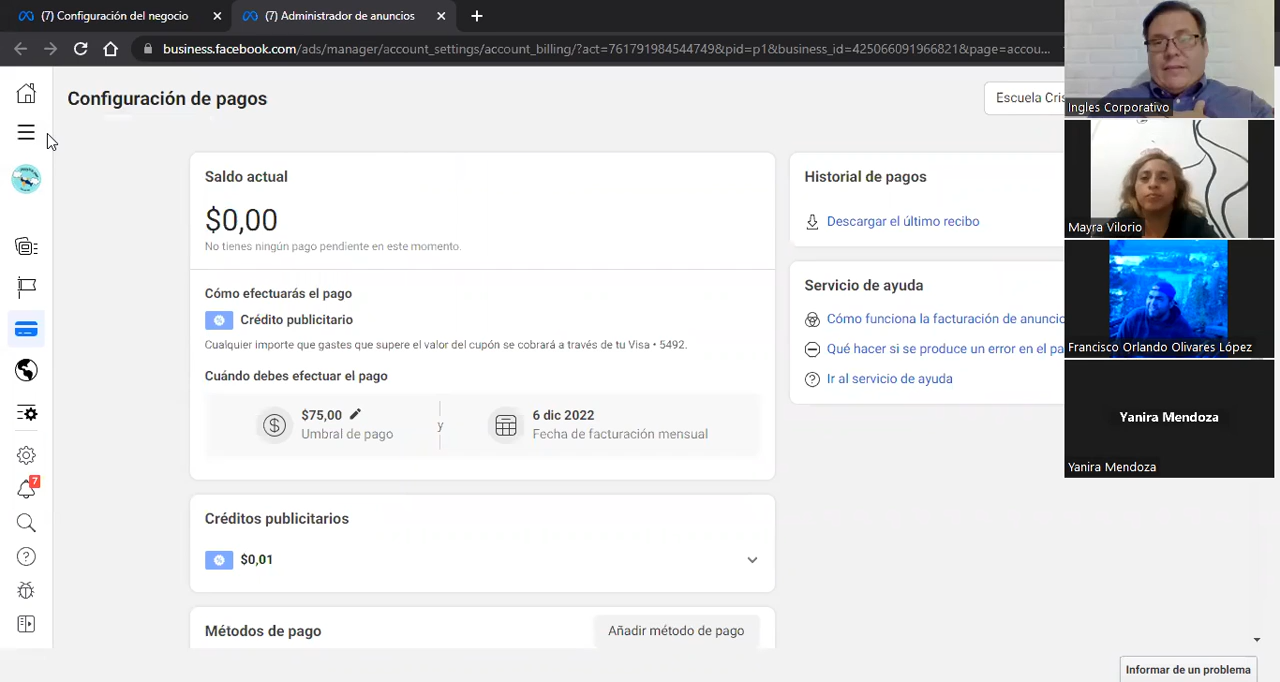 (7) Configuración del negocio
(7) Administrador de anuncios
business.facebook.com/ads/manager/account_settings/account_billing/?act=761791984544749&pid=p1&business_id=425066091966821&page=accou...
Configuración de pagos
Escuela Cris
Saldo actual
$0,00
No tienes ningún pago pendiente en este momento.
Cómo efectuarás el pago
Crédito publicitario
Cualquier importe que gastes que supere el valor del cupón se cobrará a través de tu Visa • 5492.
Cuándo debes efectuar el pago
$75,00
Umbral de pago
y
6 dic 2022
Fecha de facturación mensual
Créditos publicitarios
$0,01
Métodos de pago
Añadir método de pago
Historial de pagos
Descargar el último recibo
Servicio de ayuda
Cómo funciona la facturación de anuncio
Qué hacer si se produce un error en el pa
Ir al servicio de ayuda
7
Ingles Corporativo
Mayra Vilorio
Francisco Orlando Olivares López
Yanira Mendoza
Yanira Mendoza
Informar de un problema